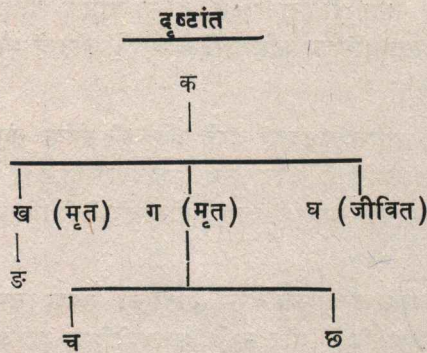 दृष्टांत
क
ख (मृत) ग (मृत) घ (जीवित)
ङ
च छ